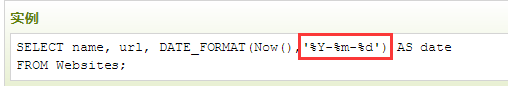 实例
SELECT name, url, DATE_FORMAT(Now(),'%Y-%m-%d') AS date
FROM Websites;